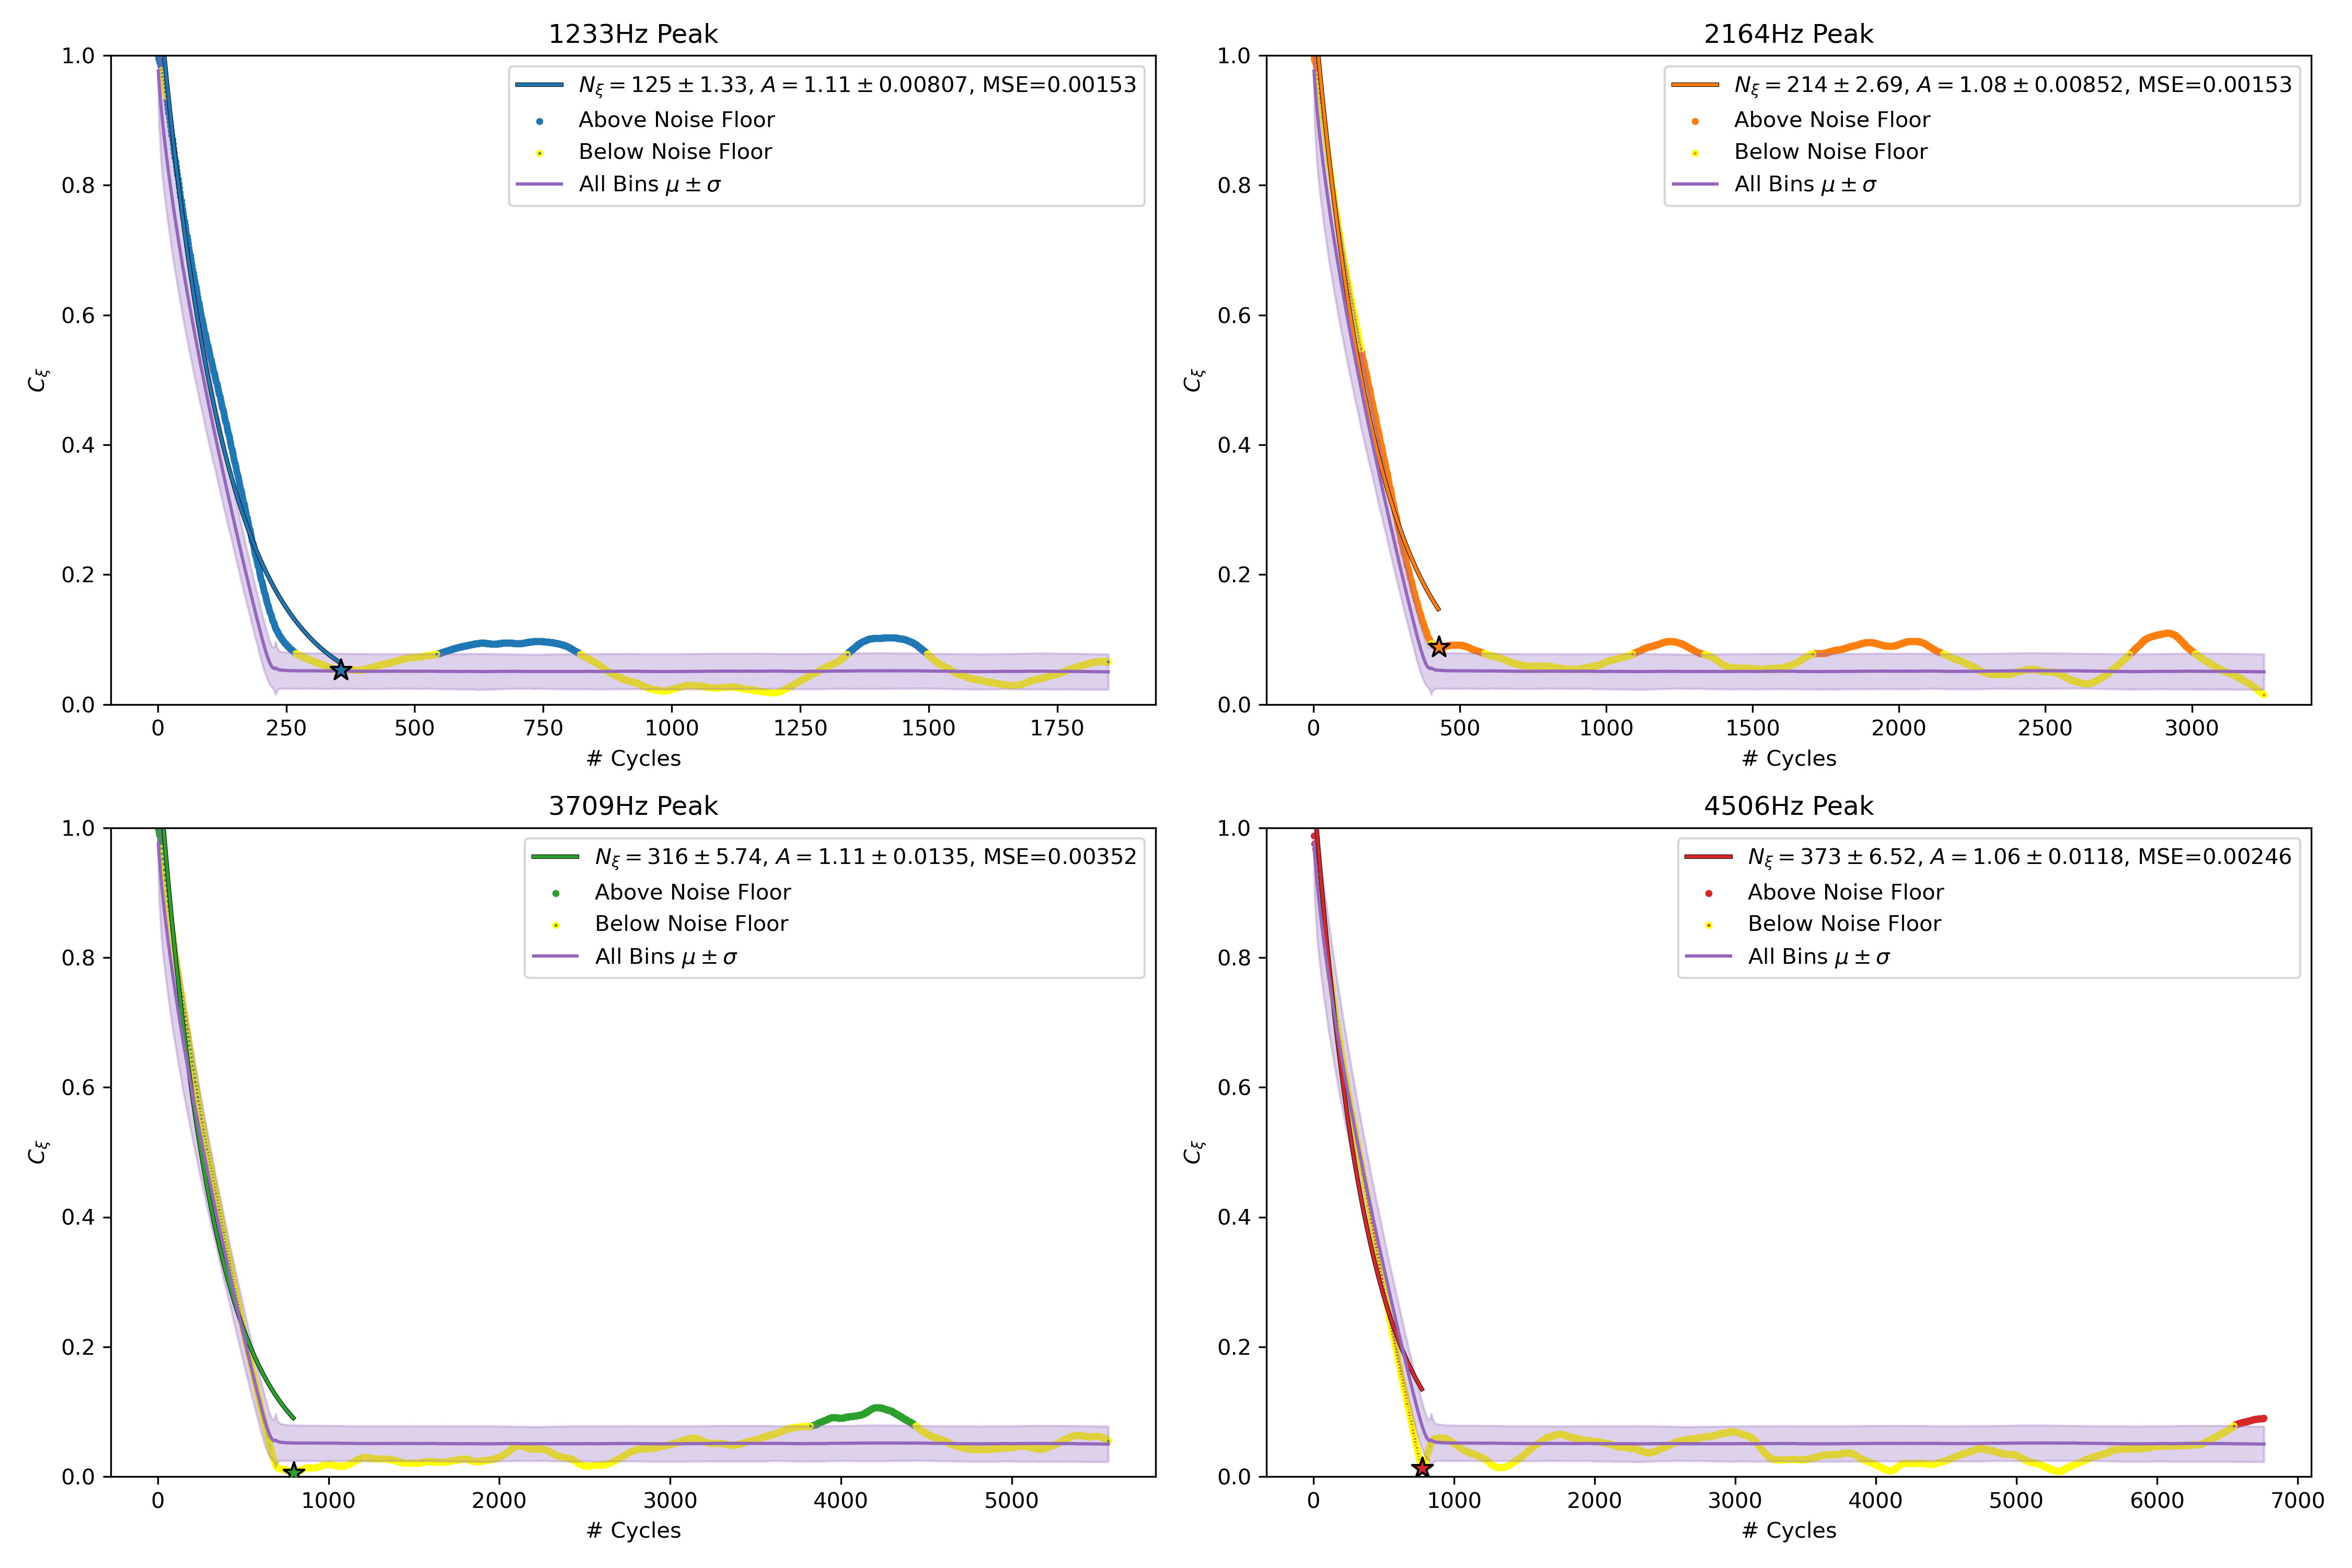 1233Hz Peak
1.0
0.8
0.6
0.4
0.2
0.0
C_ξ
N_ξ = 125 ± 1.33, A = 1.11 ± 0.00807, MSE=0.00153
Above Noise Floor
Below Noise Floor
All Bins μ ± σ
0 250 500 750 1000 1250 1500 1750
# Cycles
2164Hz Peak
1.0
0.8
0.6
0.4
0.2
0.0
C_ξ
N_ξ = 214 ± 2.69, A = 1.08 ± 0.00852, MSE=0.00153
Above Noise Floor
Below Noise Floor
All Bins μ ± σ
0 500 1000 1500 2000 2500 3000
# Cycles
3709Hz Peak
1.0
0.8
0.6
0.4
0.2
0.0
C_ξ
N_ξ = 316 ± 5.74, A = 1.11 ± 0.0135, MSE=0.00352
Above Noise Floor
Below Noise Floor
All Bins μ ± σ
0 1000 2000 3000 4000 5000
# Cycles
4506Hz Peak
1.0
0.8
0.6
0.4
0.2
0.0
C_ξ
N_ξ = 373 ± 6.52, A = 1.06 ± 0.0118, MSE=0.00246
Above Noise Floor
Below Noise Floor
All Bins μ ± σ
0 1000 2000 3000 4000 5000 6000 7000
# Cycles